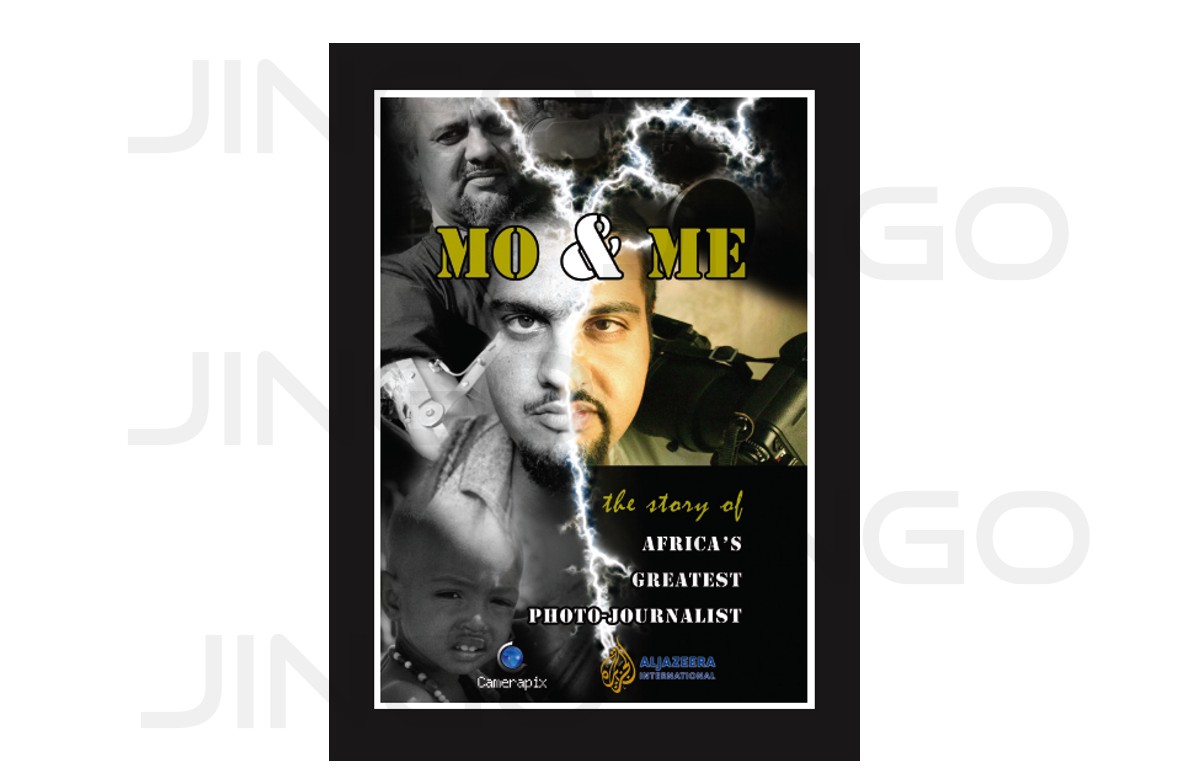 MO & ME
the story of
AFRICA'S
GREATEST
PHOTO-JOURNALIST
Camerapix
ALJAZEERA
INTERNATIONAL